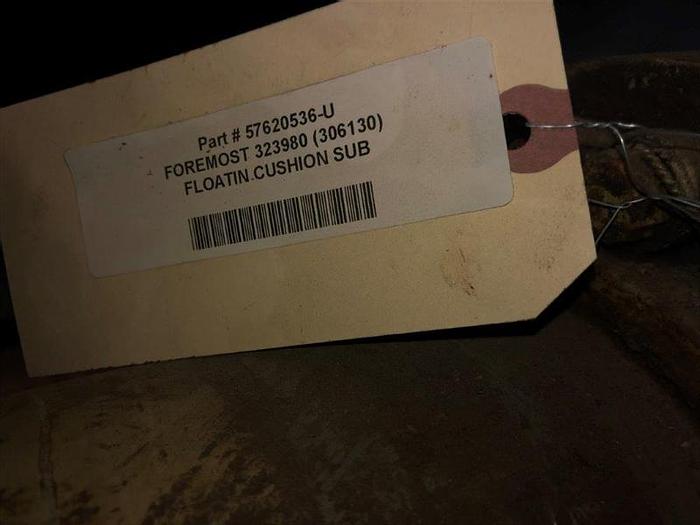 Part # 57620536-U
FOREMOST 323980 (306130)
FLOATIN.CUSHION SUB